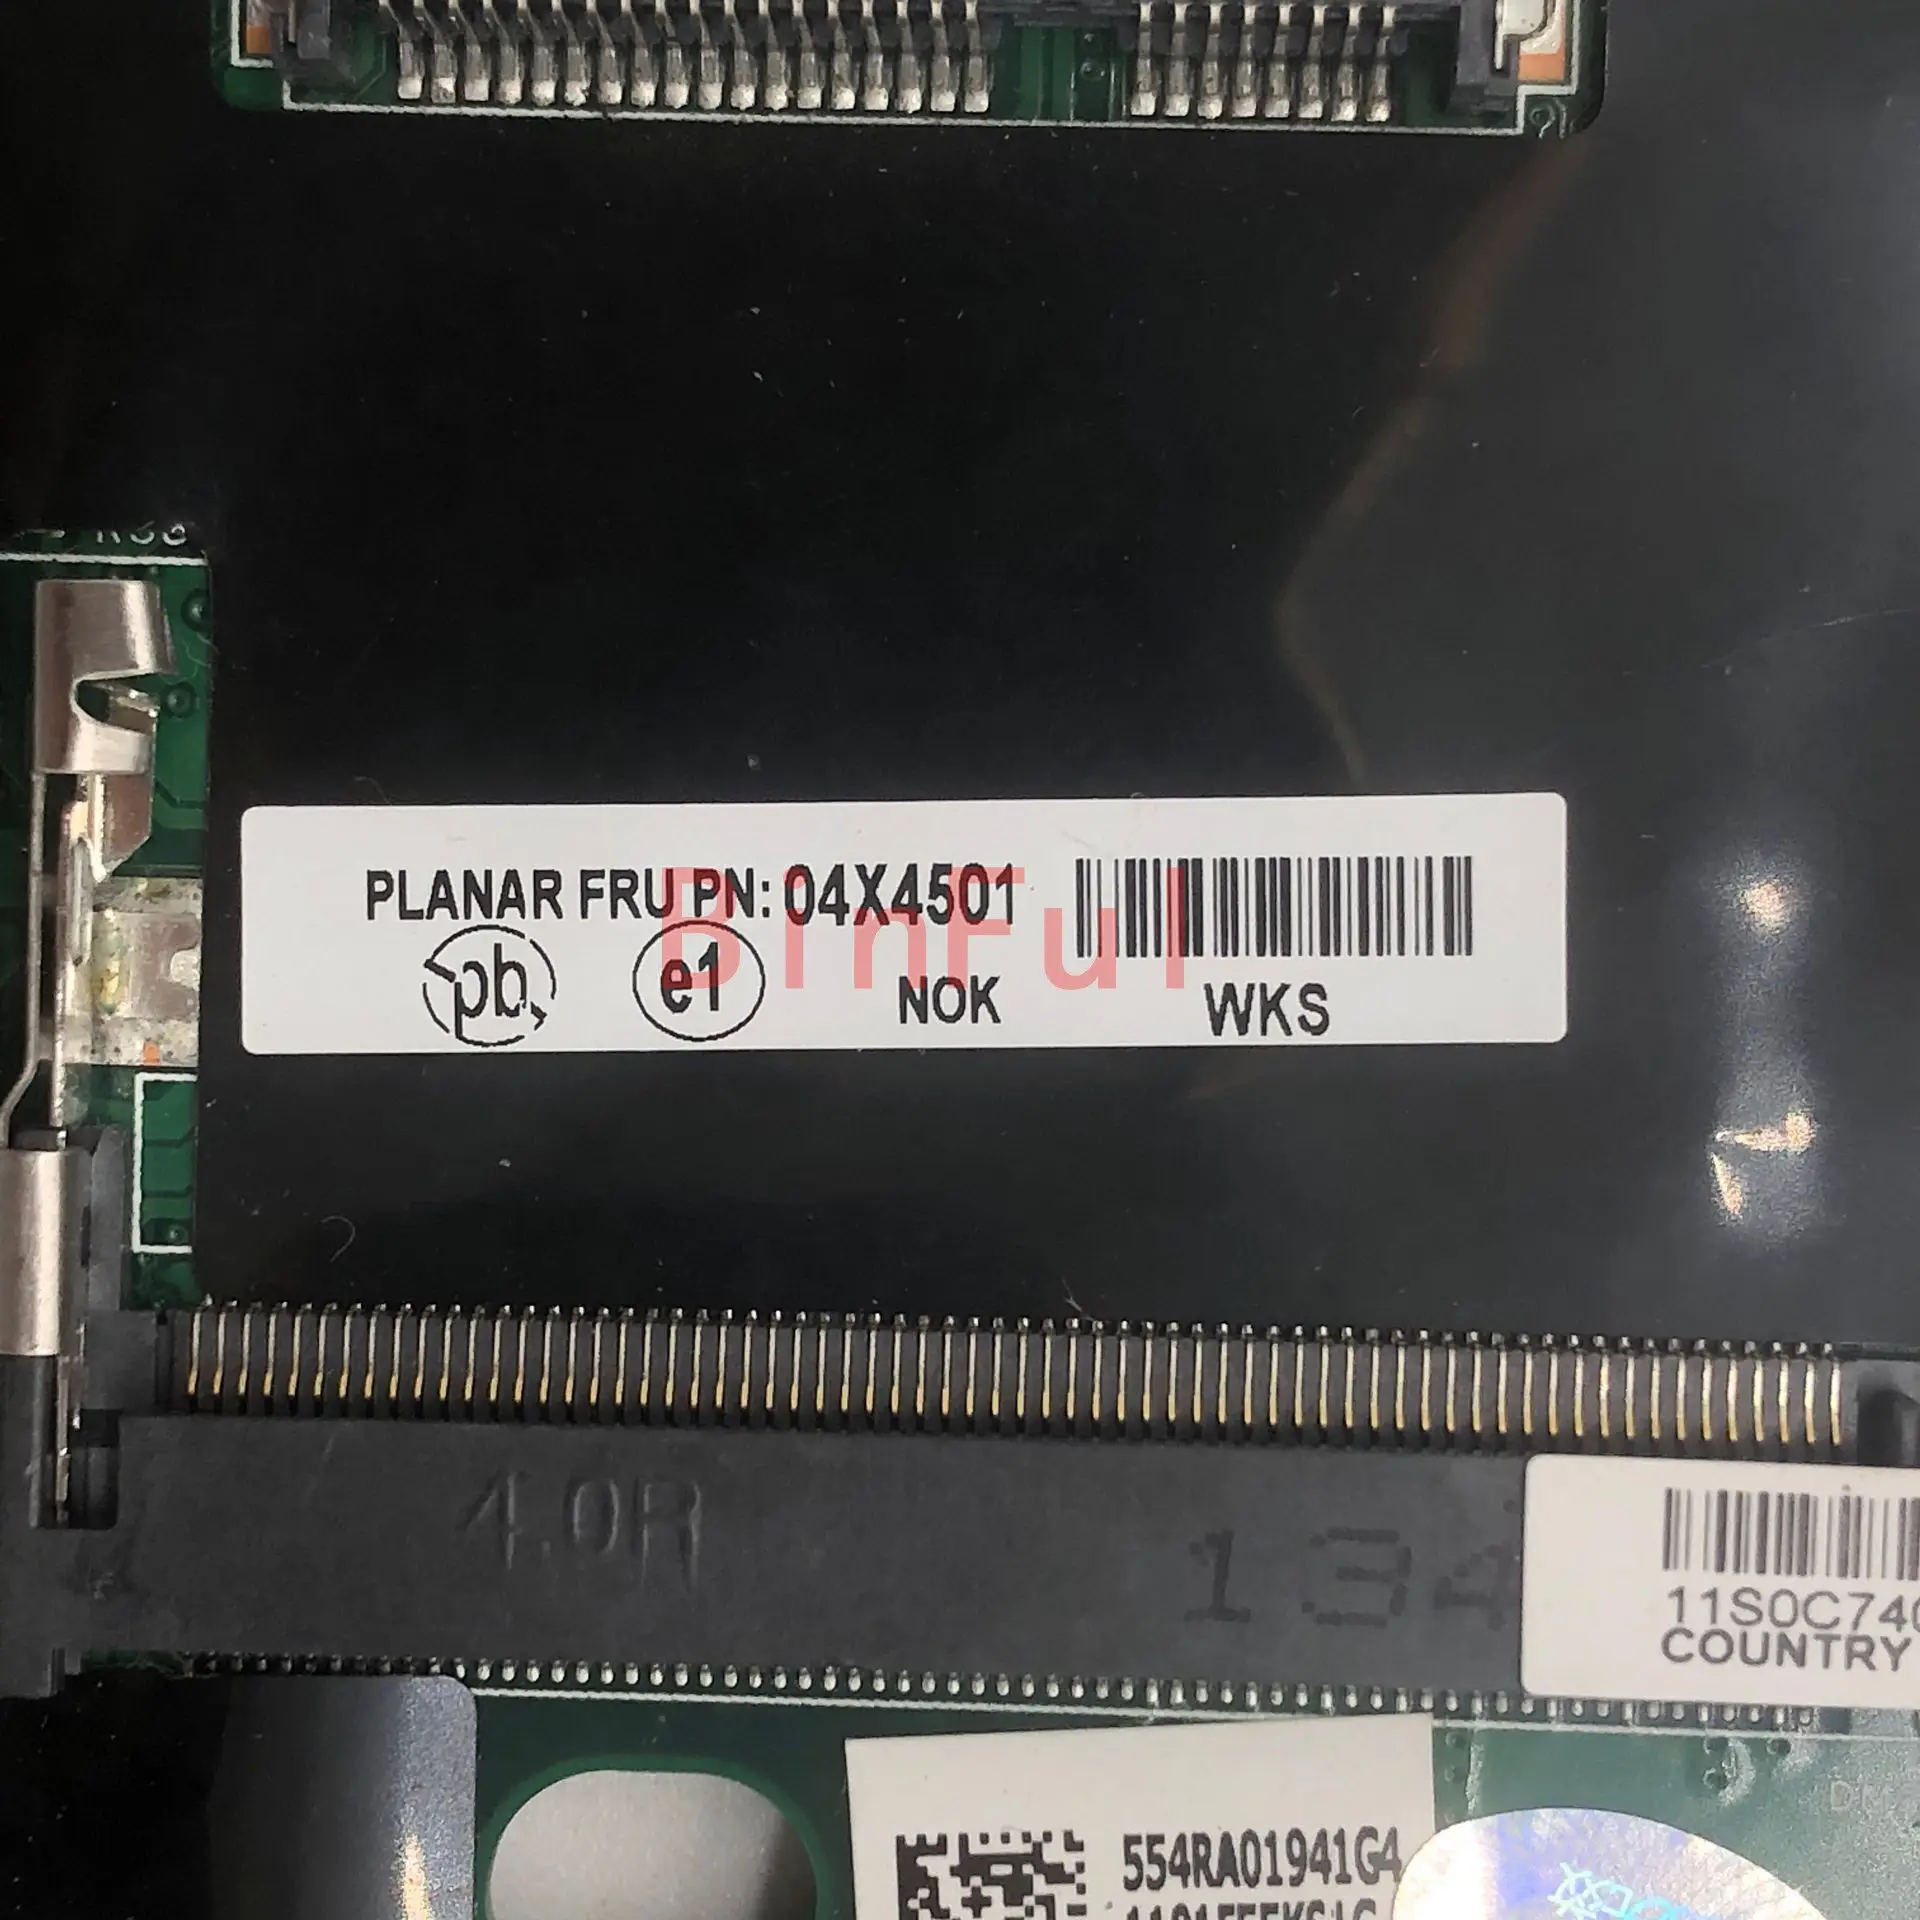 PLANAR FRU PN: 04X4501
BinFul
pb e1 NOK WKS
4.0R
134
11S0C740
COUNTRY
554RA01941G4